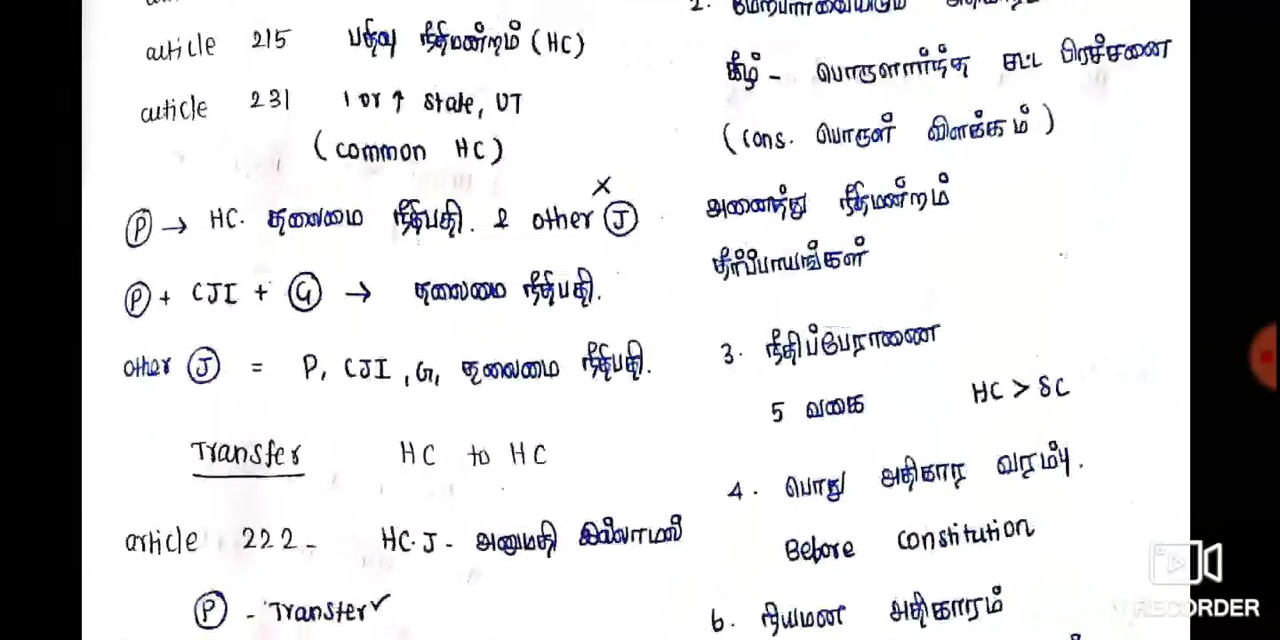 article 215 பதிவு நீதிமன்றம் (HC)
article 231 1 or ↑ state, UT
(common HC)
X
Ⓟ → HC. தலைமை நீதிபதி. & other Ⓙ
Ⓟ + CJI + Ⓖ → தலைமை நீதிபதி.
other Ⓙ = P, CJI, G, தலைமை நீதிபதி.
Transfer HC to HC
article 222 - HC.J - அனுமதி இல்லாமல்
Ⓟ - Transfer ✓
2. மேற்பார்வையிடும்
கீழ் - பொருளார்ந்த சட்ட பிரச்சனை
(cons. பொருள் விளக்கம்)
அனைத்து நீதிமன்றம்
தீர்ப்பாயங்கள்
3. நீதிப்பேராணை
5 வகை HC > SC
4. பொது அதிகார வரம்பு.
Before constitution
6. நியமன அதிகாரம்
RECORDER